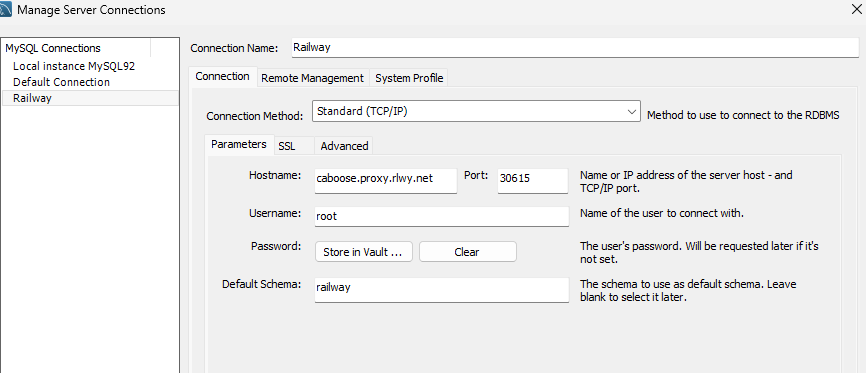 Manage Server Connections
MySQL Connections
Local instance MySQL92
Default Connection
Railway
Connection Name: Railway
Connection Remote Management System Profile
Connection Method: Standard (TCP/IP) Method to use to connect to the RDBMS
Parameters SSL Advanced
Hostname: caboose.proxy.rlwy.net Port: 30615 Name or IP address of the server host - and
TCP/IP port.
Username: root Name of the user to connect with.
Password: Store in Vault ... Clear The user's password. Will be requested later if it's
not set.
Default Schema: railway The schema to use as default schema. Leave
blank to select it later.